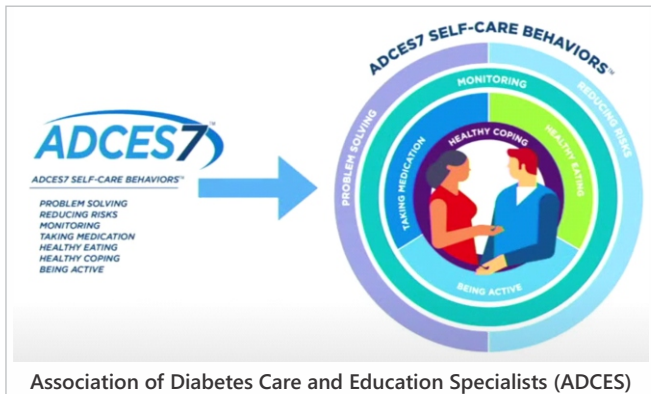 ADCES7™
ADCES7 SELF-CARE BEHAVIORS™
PROBLEM SOLVING
REDUCING RISKS
MONITORING
TAKING MEDICATION
HEALTHY EATING
HEALTHY COPING
BEING ACTIVE
ADCES7 SELF-CARE BEHAVIORS™
PROBLEM SOLVING
REDUCING RISKS
MONITORING
TAKING MEDICATION
HEALTHY EATING
HEALTHY COPING
BEING ACTIVE
Association of Diabetes Care and Education Specialists (ADCES)